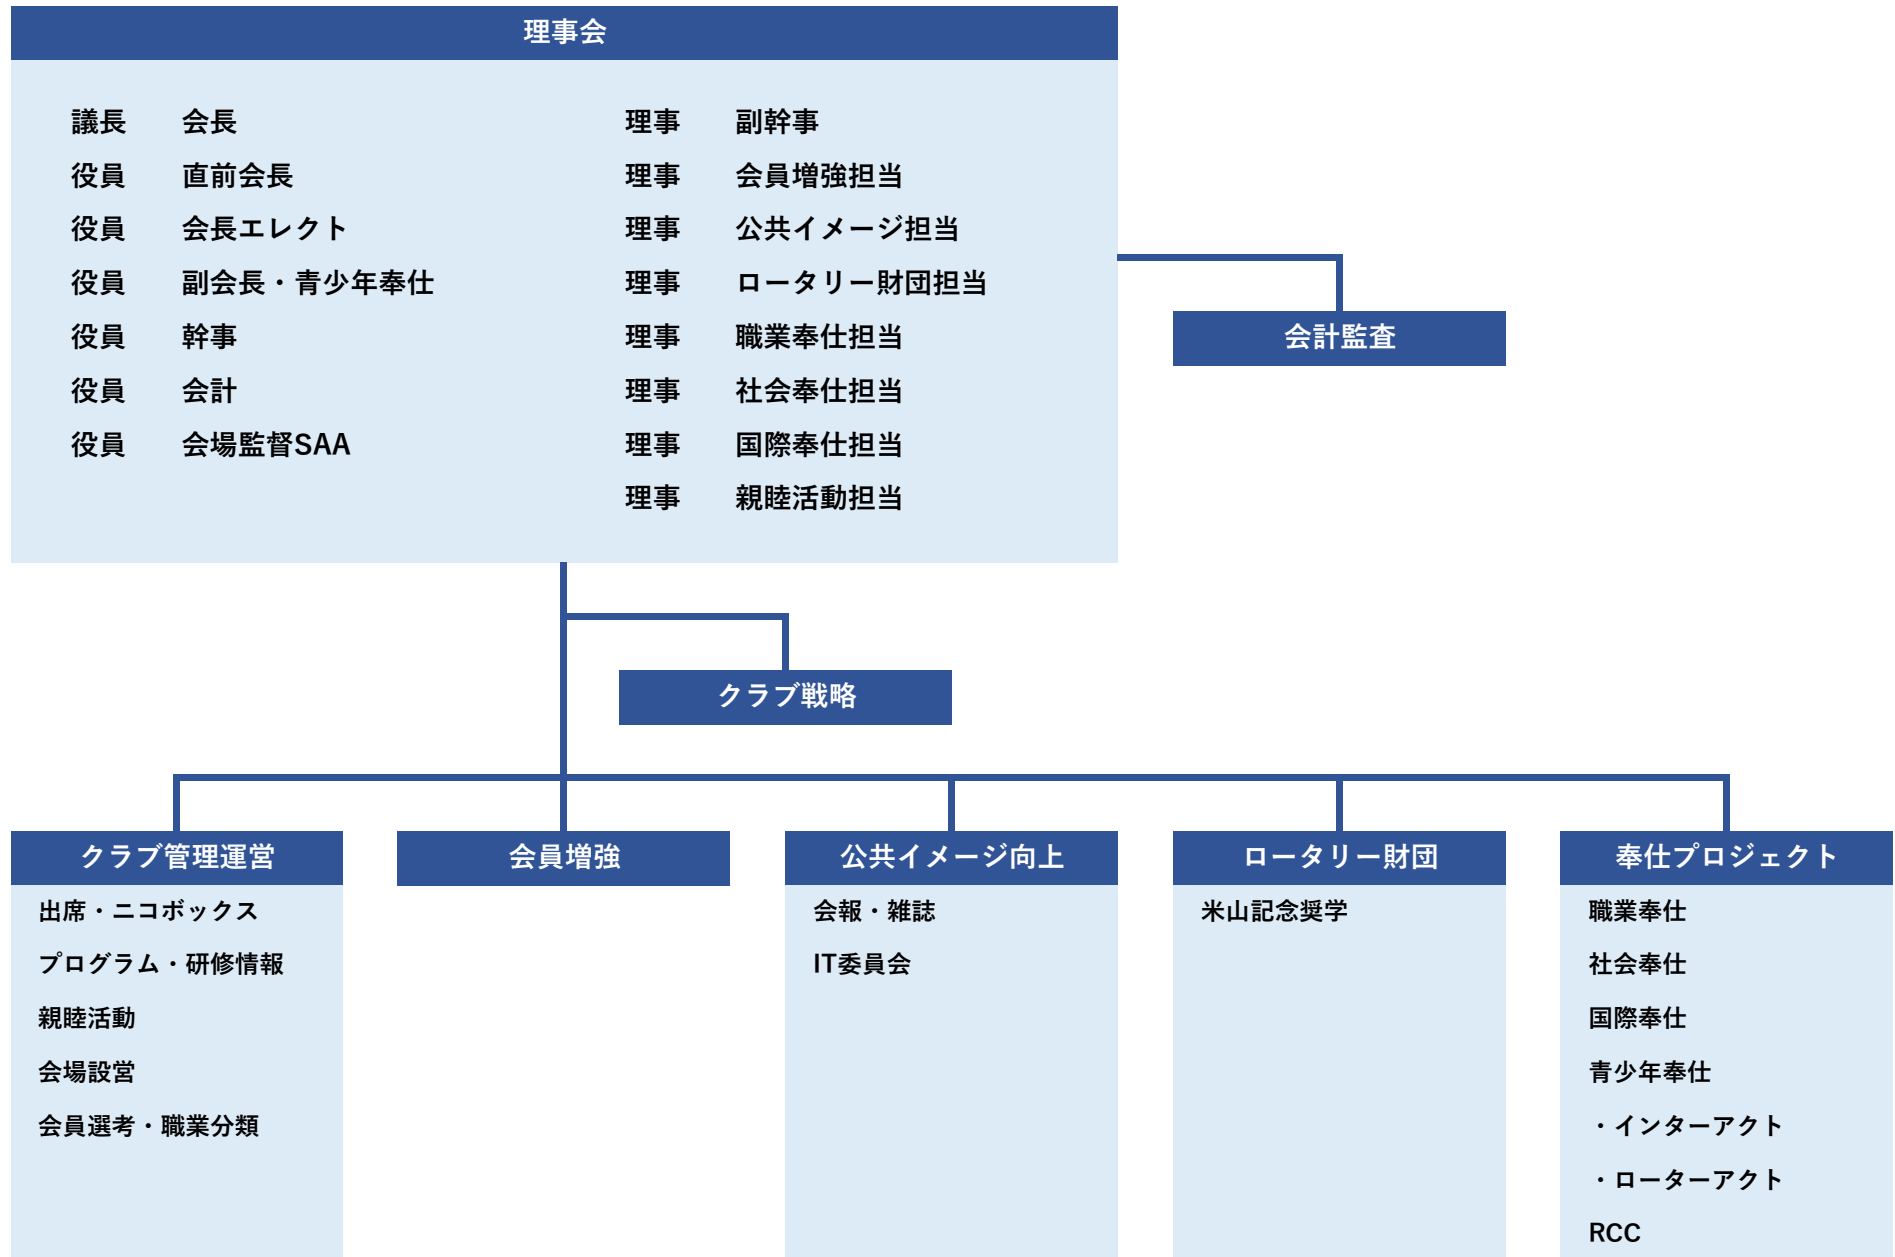 理事会
議長 会長
役員 直前会長
役員 会長エレクト
役員 副会長・青少年奉仕
役員 幹事
役員 会計
役員 会場監督SAA
理事 副幹事
理事 会員増強担当
理事 公共イメージ担当
理事 ロータリー財団担当
理事 職業奉仕担当
理事 社会奉仕担当
理事 国際奉仕担当
理事 親睦活動担当
会計監査
クラブ戦略
クラブ管理運営
出席・ニコボックス
プログラム・研修情報
親睦活動
会場設営
会員選考・職業分類
会員増強
公共イメージ向上
会報・雑誌
IT委員会
ロータリー財団
米山記念奨学
奉仕プロジェクト
職業奉仕
社会奉仕
国際奉仕
青少年奉仕
・インターアクト
・ローターアクト
RCC